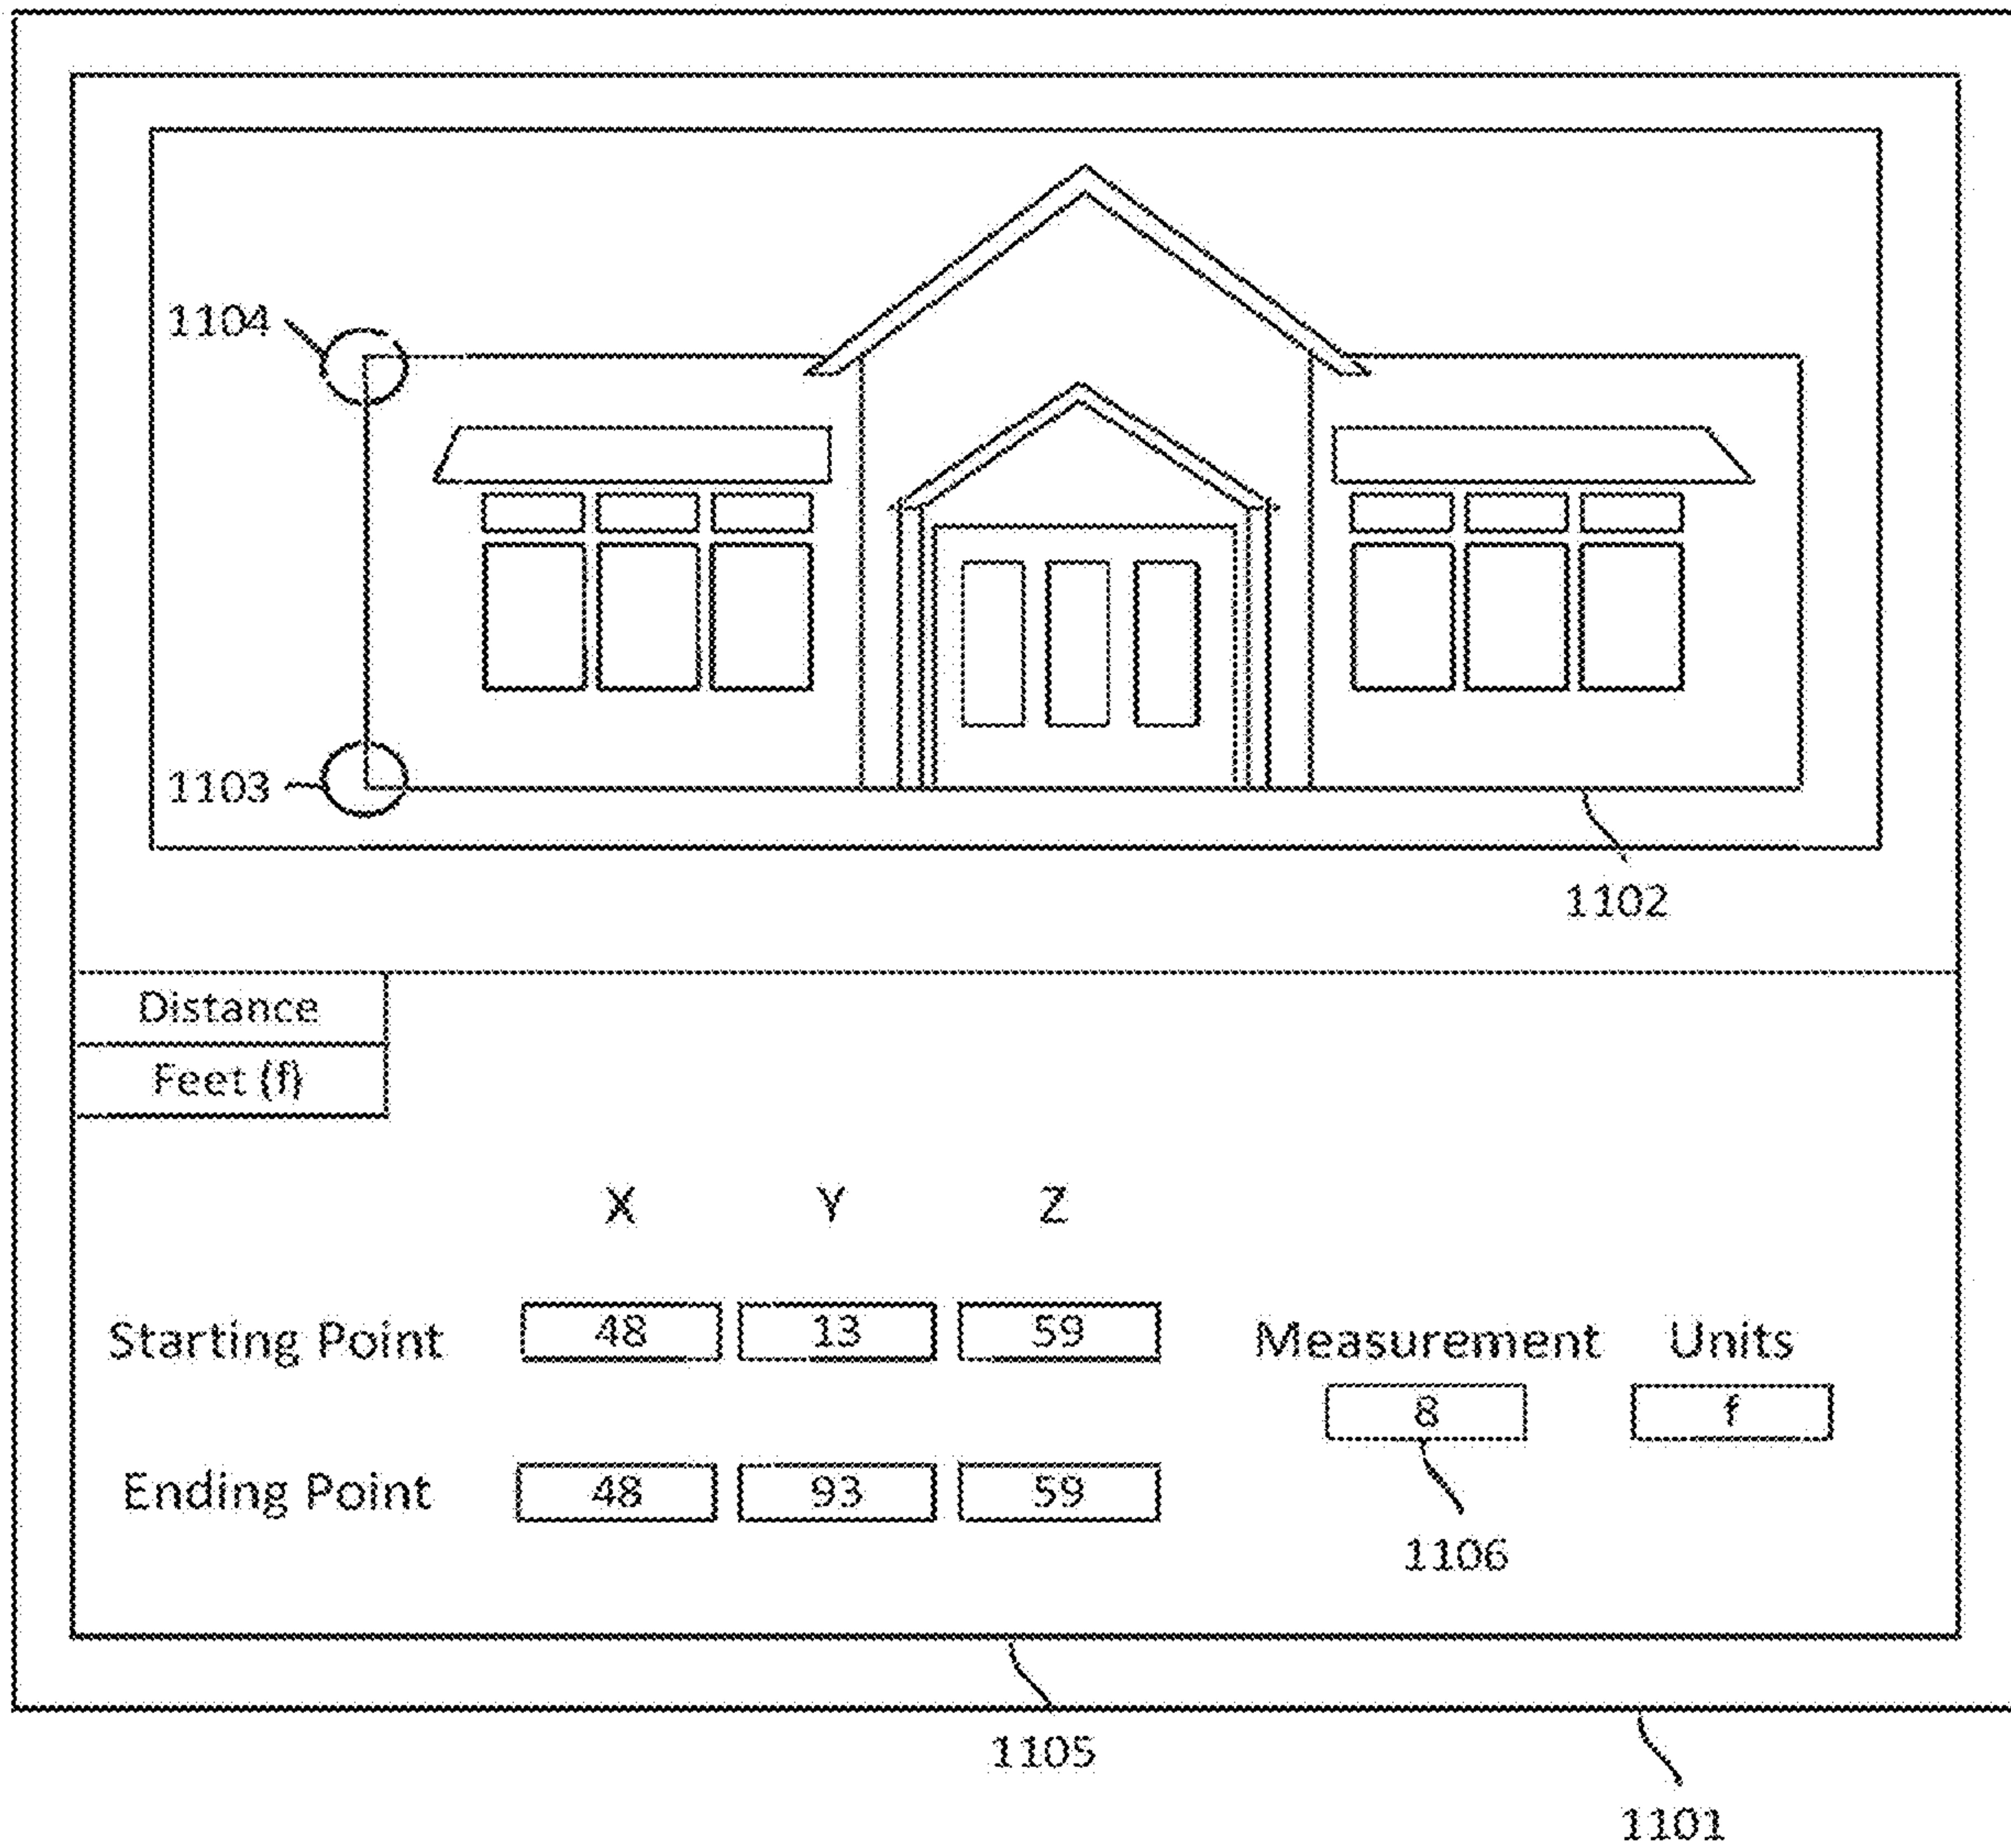 1104
1103
1102
Distance
Feet (f)
X Y Z
Starting Point 48 13 59
Measurement Units
8 f
Ending Point 48 93 59
1106
1105
1101